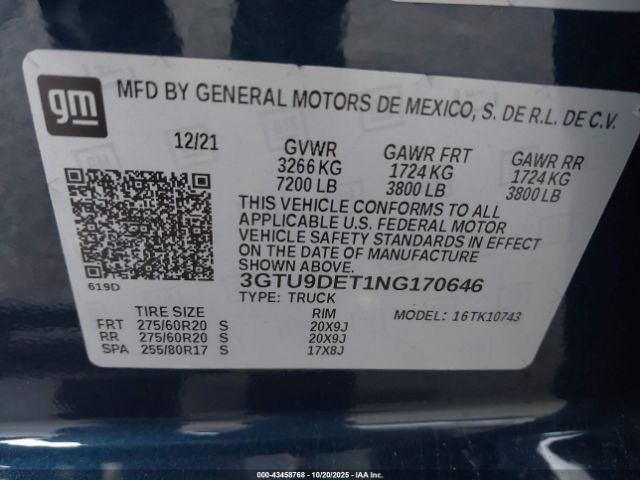 gm MFD BY GENERAL MOTORS DE MEXICO, S. DE R.L. DE C.V.
12/21 GVWR GAWR FRT GAWR RR
3266 KG 1724 KG 1724 KG
7200 LB 3800 LB 3800 LB
THIS VEHICLE CONFORMS TO ALL
APPLICABLE U.S. FEDERAL MOTOR
VEHICLE SAFETY STANDARDS IN EFFECT
ON THE DATE OF MANUFACTURE
SHOWN ABOVE.
619D
3GTU9DET1NG170646
TYPE: TRUCK
TIRE SIZE RIM MODEL: 16TK10743
FRT 275/60R20 S 20X9J
RR 275/60R20 S 20X9J
SPA 255/80R17 S 17X8J
200-43458768 - 10/20/2025 - IAA Inc.